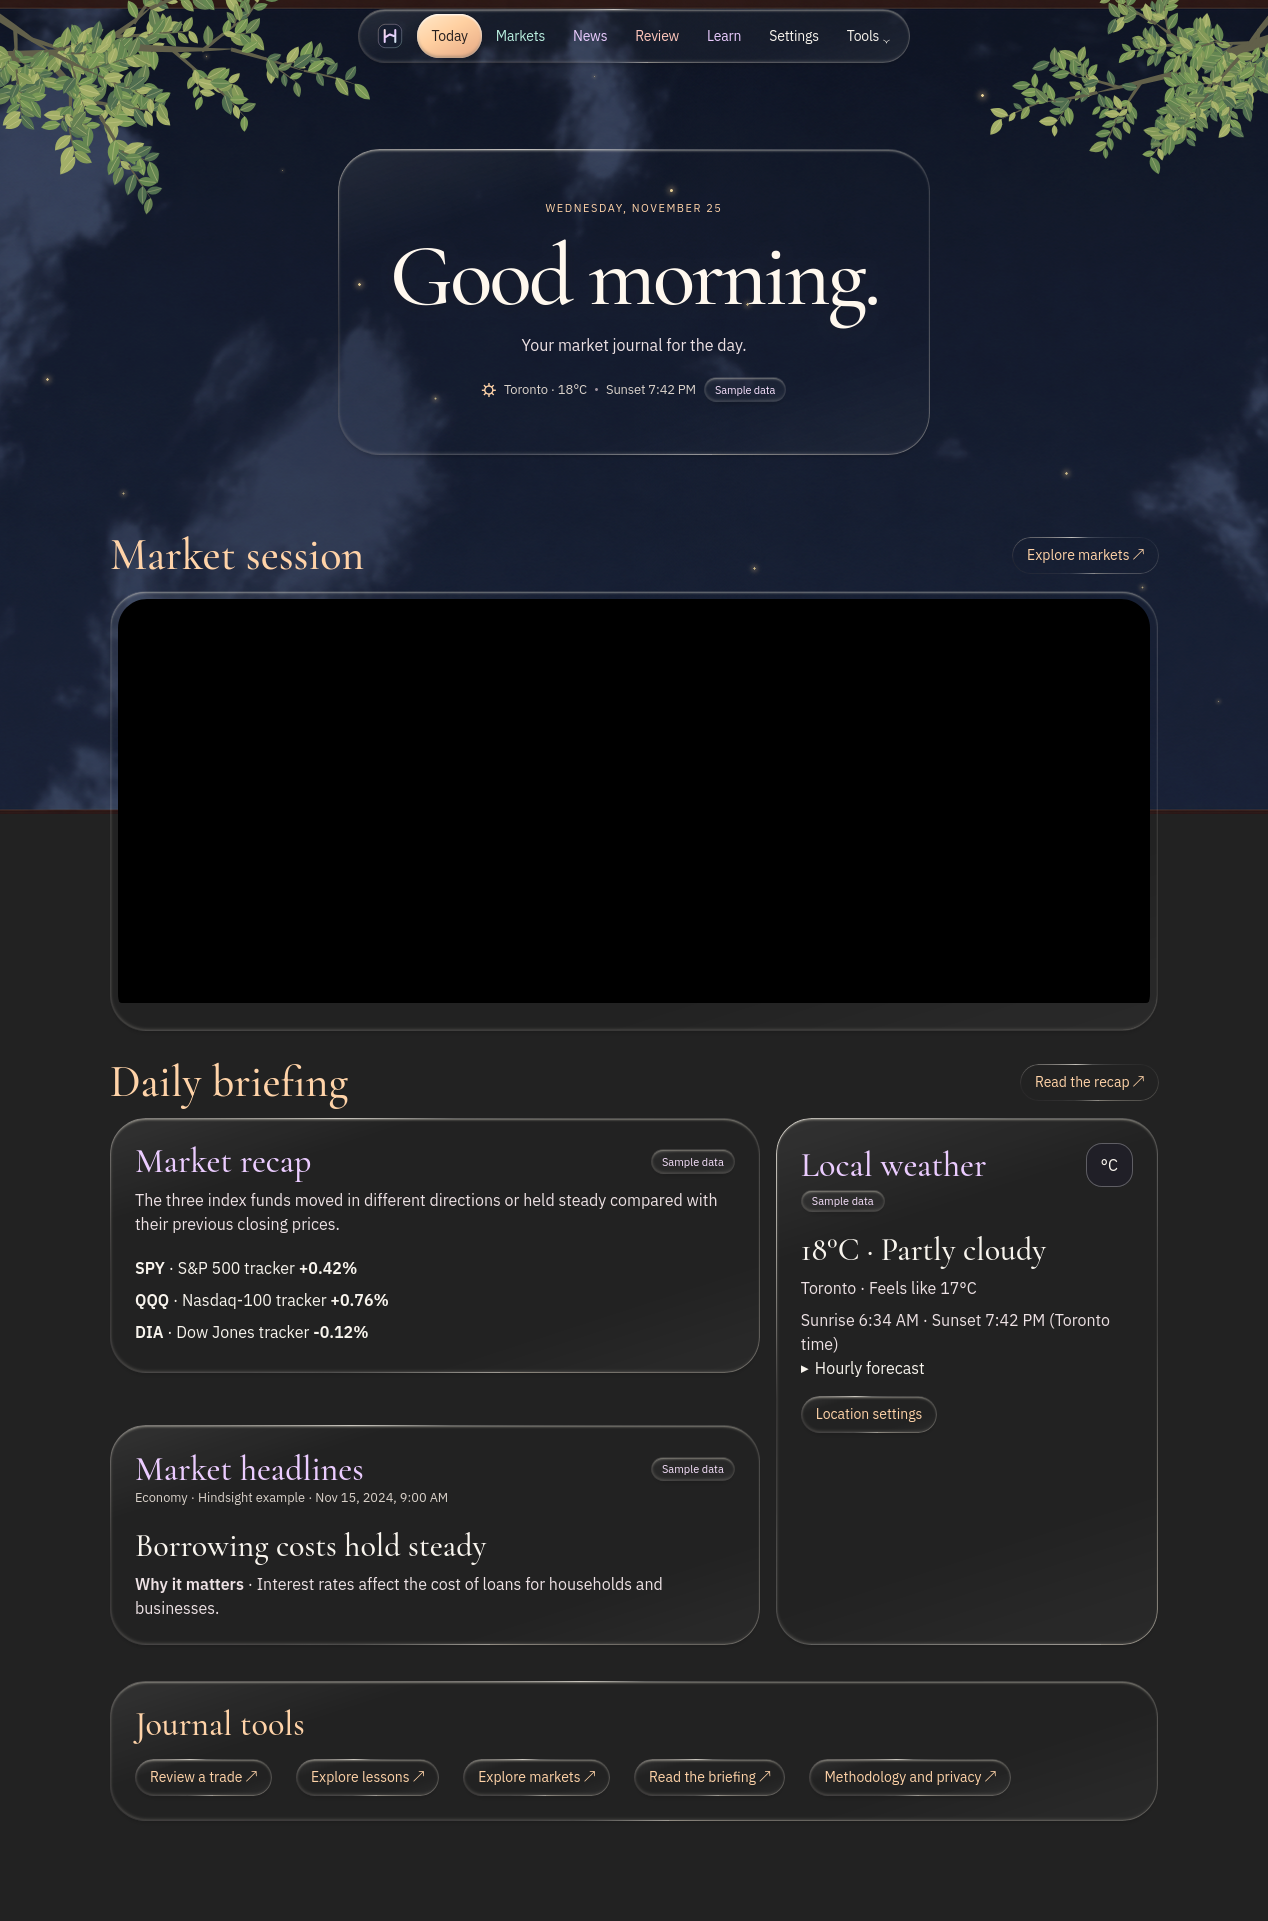 Today Markets News Review Learn Settings Tools
WEDNESDAY, NOVEMBER 25
Good morning.
Your market journal for the day.
Toronto · 18°C • Sunset 7:42 PM Sample data
Market session
Explore markets ↗
Daily briefing
Read the recap ↗
Market recap
Sample data
The three index funds moved in different directions or held steady compared with
their previous closing prices.
SPY · S&P 500 tracker +0.42%
QQQ · Nasdaq-100 tracker +0.76%
DIA · Dow Jones tracker -0.12%
Local weather
°C
Sample data
18°C · Partly cloudy
Toronto · Feels like 17°C
Sunrise 6:34 AM · Sunset 7:42 PM (Toronto
time)
▸ Hourly forecast
Location settings
Market headlines
Sample data
Economy · Hindsight example · Nov 15, 2024, 9:00 AM
Borrowing costs hold steady
Why it matters · Interest rates affect the cost of loans for households and
businesses.
Journal tools
Review a trade ↗ Explore lessons ↗ Explore markets ↗ Read the briefing ↗ Methodology and privacy ↗